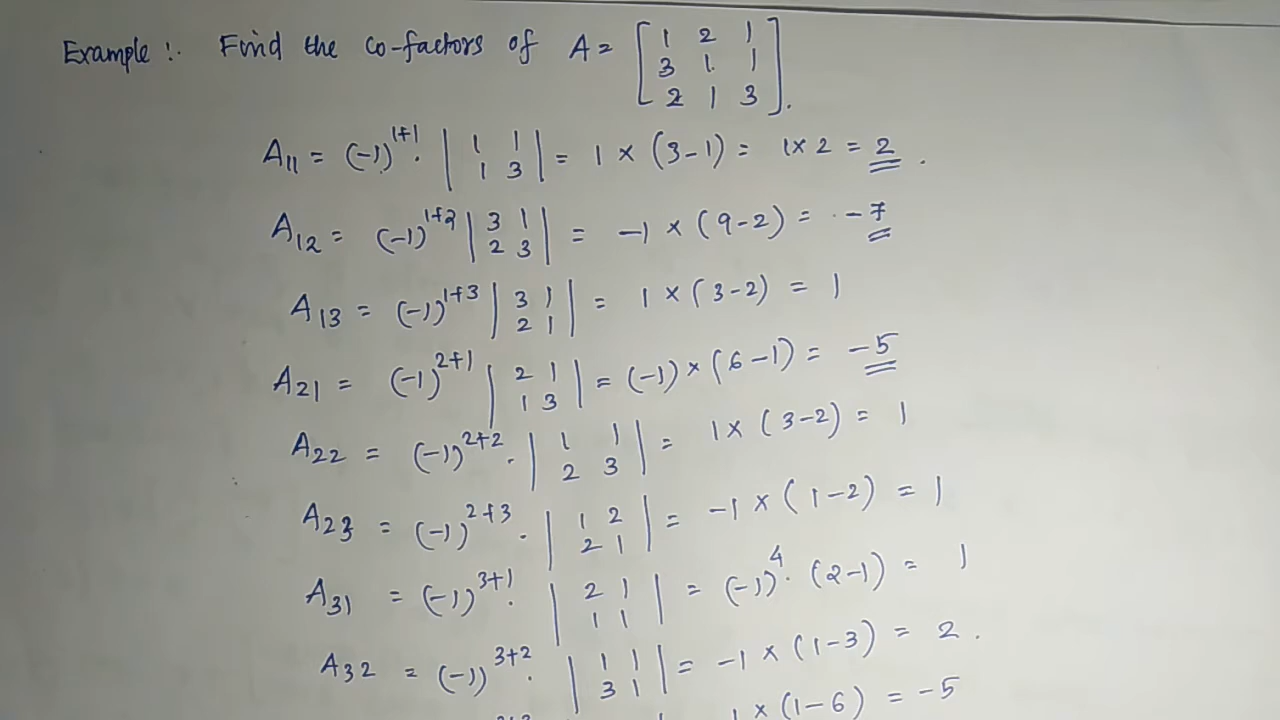 Example :. Find the co-factors of A = [ 1 2 1
3 1 1
2 1 3 ].
A11 = (-1)^1+1 . | 1 1
1 3 | = 1 × (3-1) = 1×2 = 2 .
A12 = (-1)^1+2 | 3 1
2 3 | = -1 × (9-2) = -7
A13 = (-1)^1+3 | 3 1
2 1 | = 1 × (3-2) = 1
A21 = (-1)^2+1 | 2 1
1 3 | = (-1) × (6-1) = -5
A22 = (-1)^2+2 . | 1 1
2 3 | = 1 × (3-2) = 1
A23 = (-1)^2+3 . | 1 2
2 1 | = -1 × (1-2) = 1
A31 = (-1)^3+1 . | 2 1
1 1 | = (-1)^4 . (2-1) = 1
A32 = (-1)^3+2 . | 1 1
3 1 | = -1 × (1-3) = 2 .
× (1-6) = -5